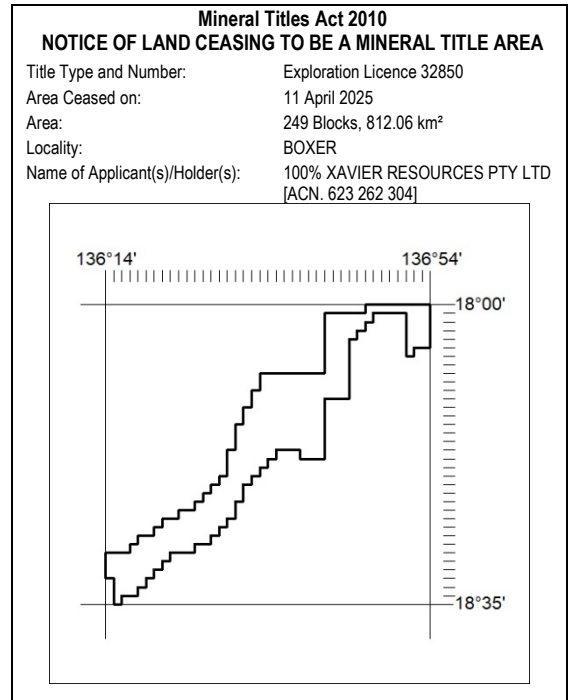 Mineral Titles Act 2010
NOTICE OF LAND CEASING TO BE A MINERAL TITLE AREA
Title Type and Number: Exploration Licence 32850
Area Ceased on: 11 April 2025
Area: 249 Blocks, 812.06 km²
Locality: BOXER
Name of Applicant(s)/Holder(s): 100% XAVIER RESOURCES PTY LTD
[ACN. 623 262 304]
136°14' 136°54'
18°00'
18°35'